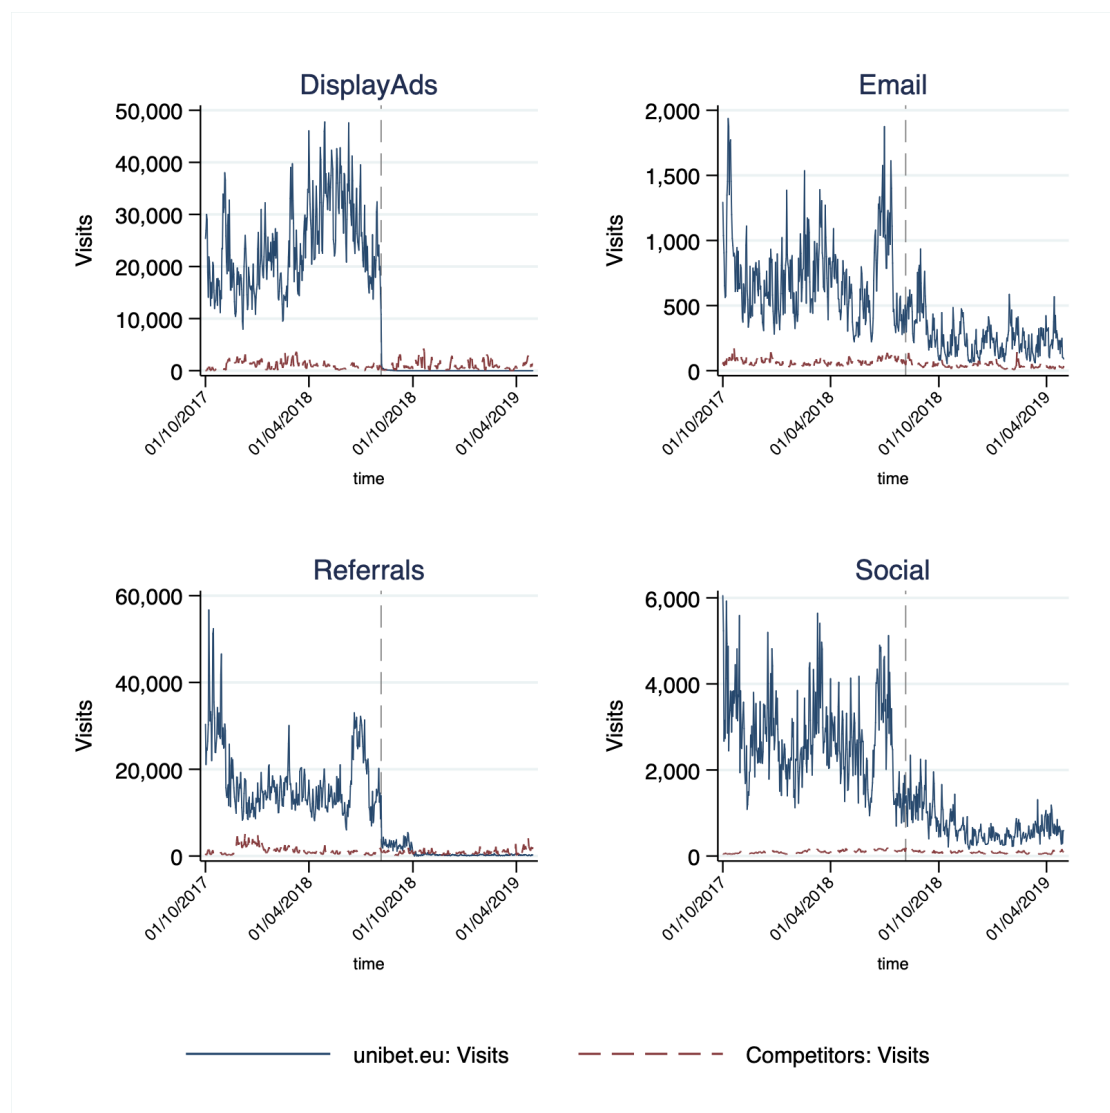 DisplayAds
Visits
50,000
40,000
30,000
20,000
10,000
0
01/10/2017
01/04/2018
01/10/2018
01/04/2019
time
Email
Visits
2,000
1,500
1,000
500
0
01/10/2017
01/04/2018
01/10/2018
01/04/2019
time
Referrals
Visits
60,000
40,000
20,000
0
01/10/2017
01/04/2018
01/10/2018
01/04/2019
time
Social
Visits
6,000
4,000
2,000
0
01/10/2017
01/04/2018
01/10/2018
01/04/2019
time
unibet.eu: Visits
Competitors: Visits